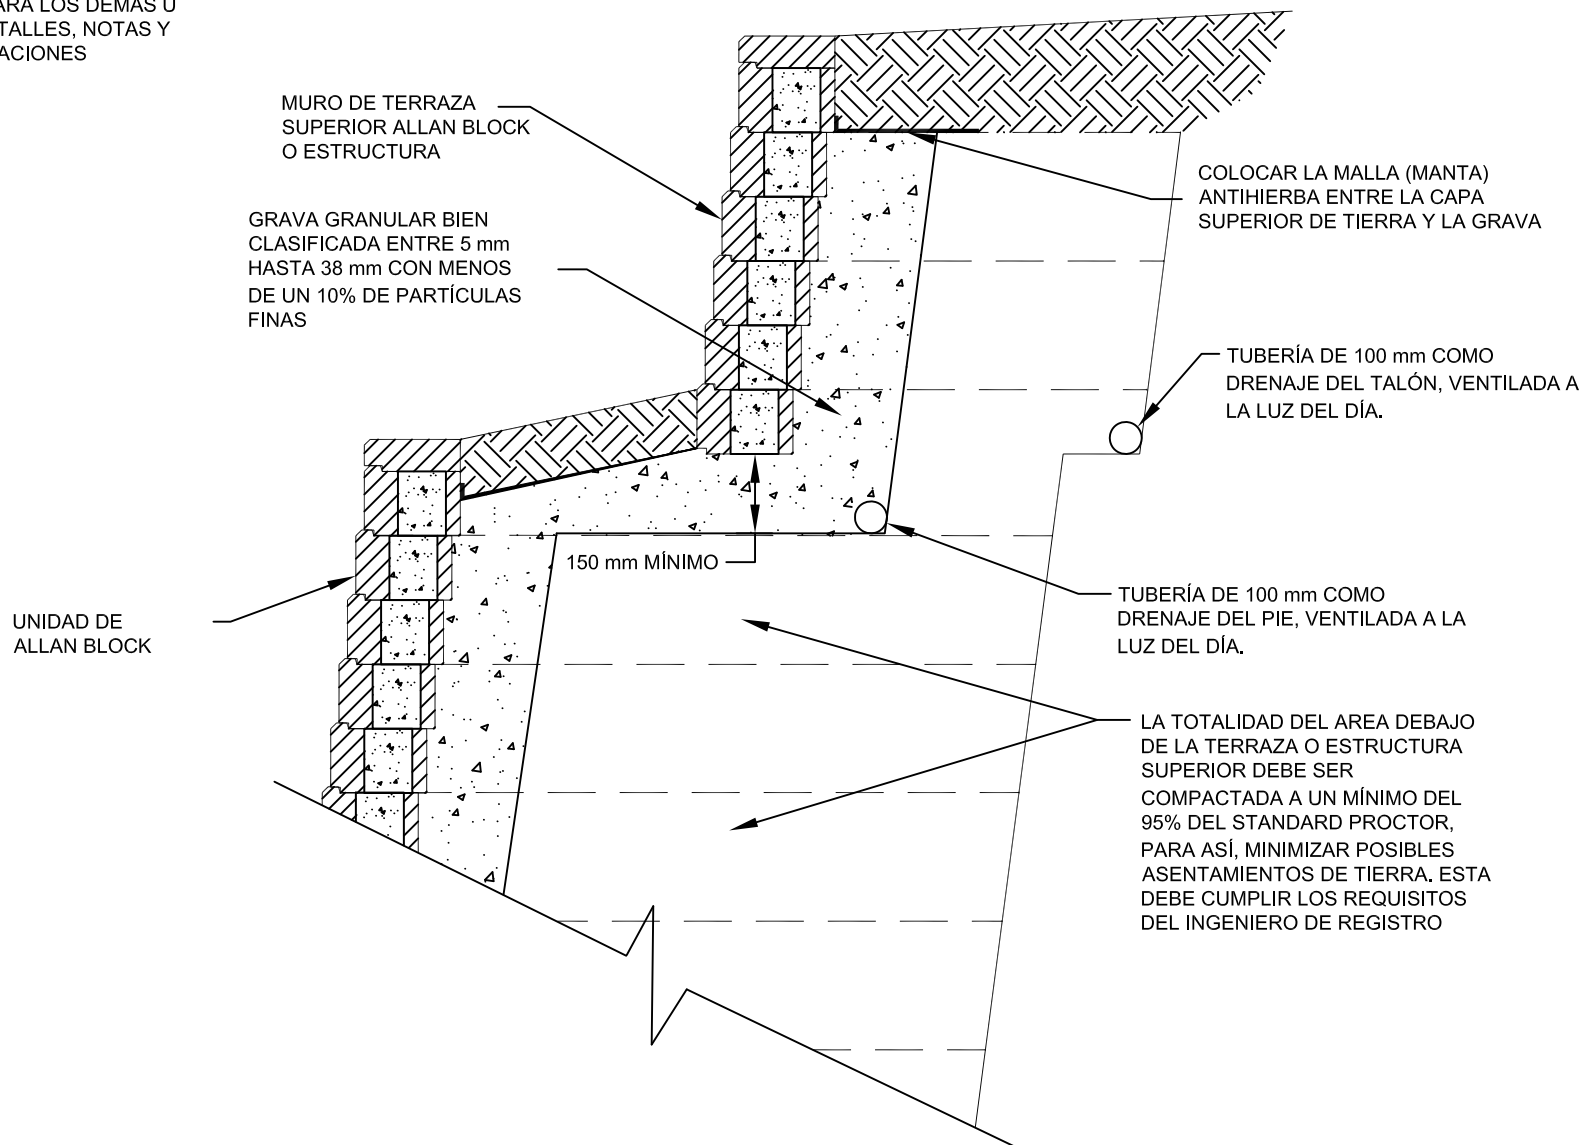 LOS DEMAS U
NOTAS Y
MURO DE TERRAZA
SUPERIOR ALLAN BLOCK
O ESTRUCTURA
GRAVA GRANULAR BIEN
CLASIFICADA ENTRE 5 mm
HASTA 38 mm CON MENOS
DE UN 10% DE PARTÍCULAS
FINAS
COLOCAR LA MALLA (MANTA)
ANTIHIERBA ENTRE LA CAPA
SUPERIOR DE TIERRA Y LA GRAVA
TUBERÍA DE 100 mm COMO
DRENAJE DEL TALÓN, VENTILADA A
LA LUZ DEL DÍA.
150 mm MÍNIMO
UNIDAD DE
ALLAN BLOCK
TUBERÍA DE 100 mm COMO
DRENAJE DEL PIE, VENTILADA A LA
LUZ DEL DÍA.
LA TOTALIDAD DEL AREA DEBAJO
DE LA TERRAZA O ESTRUCTURA
SUPERIOR DEBE SER
COMPACTADA A UN MÍNIMO DEL
95% DEL STANDARD PROCTOR,
PARA ASÍ, MINIMIZAR POSIBLES
ASENTAMIENTOS DE TIERRA. ESTA
DEBE CUMPLIR LOS REQUISITOS
DEL INGENIERO DE REGISTRO